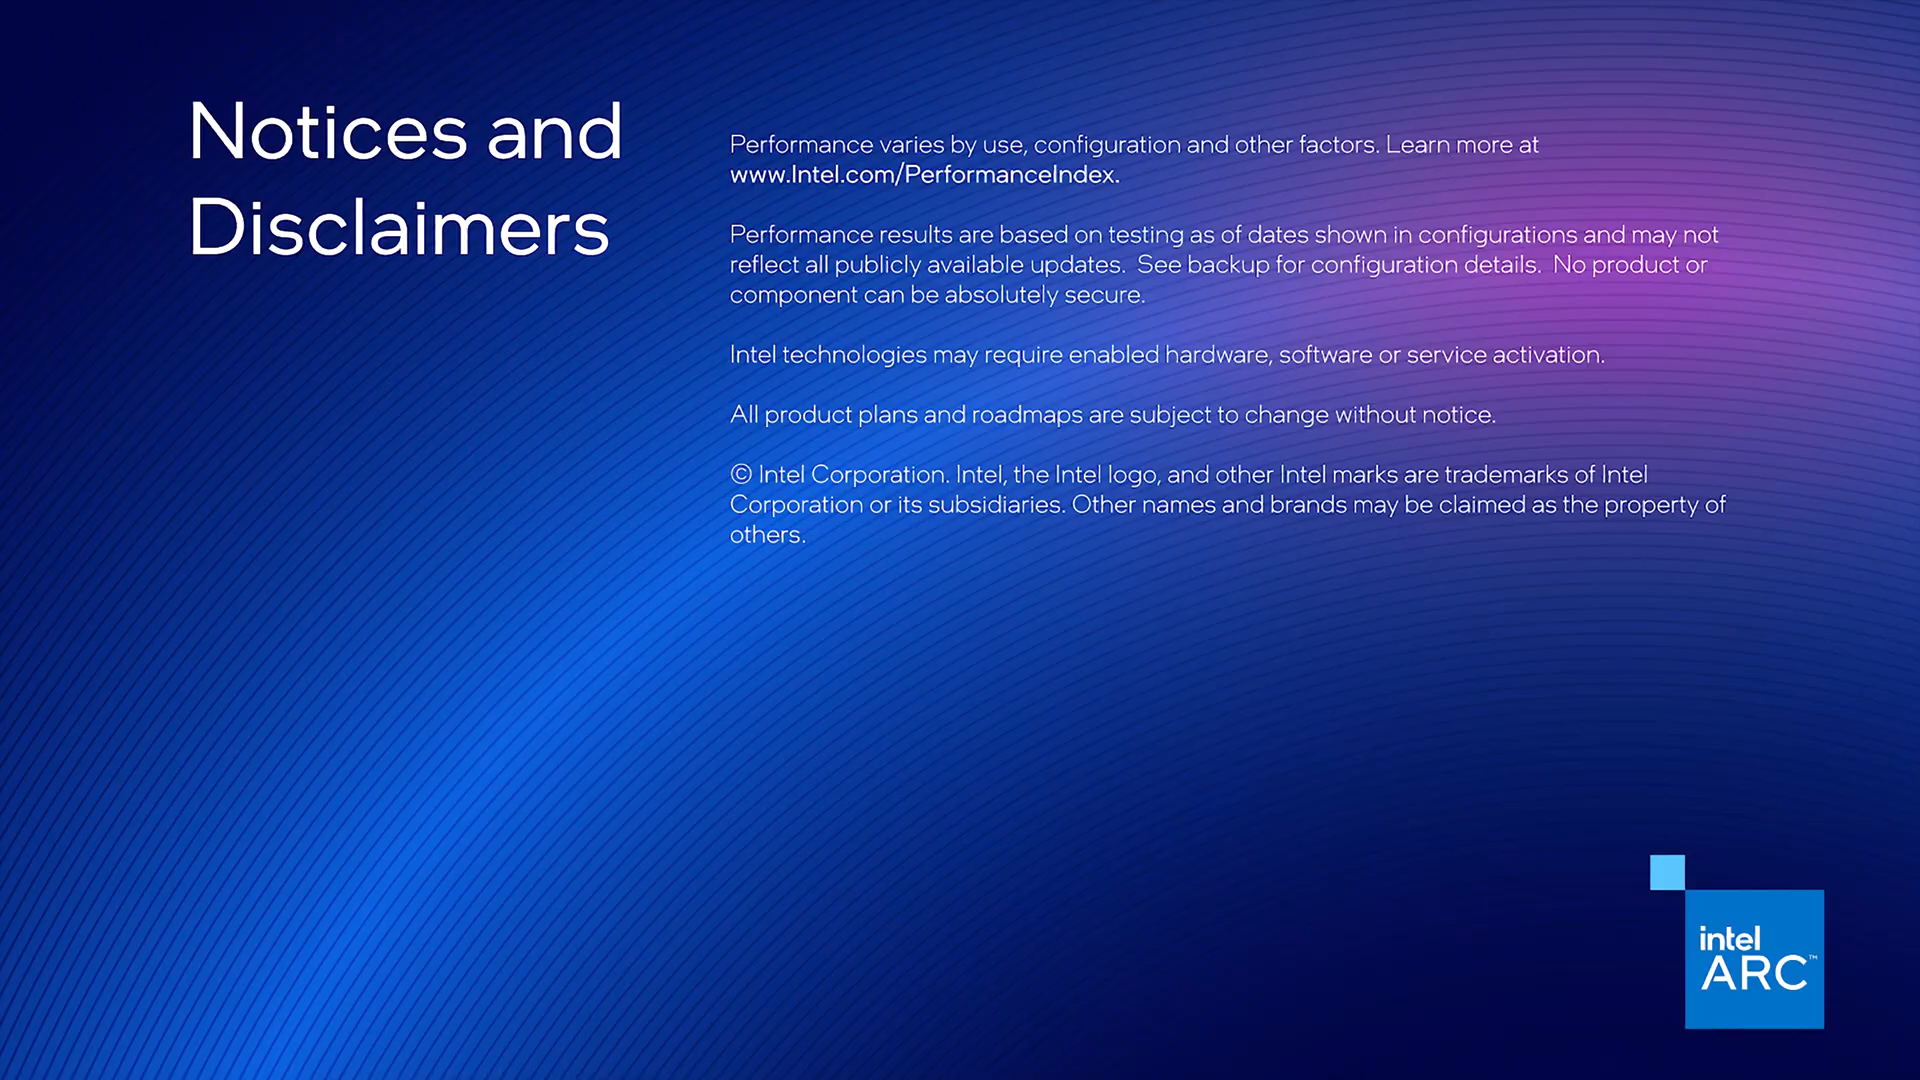 Notices and
Disclaimers
Performance varies by use, configuration and other factors. Learn more at
www.Intel.com/PerformanceIndex.
Performance results are based on testing as of dates shown in configurations and may not
reflect all publicly available updates.  See backup for configuration details.  No product or
component can be absolutely secure.
Intel technologies may require enabled hardware, software or service activation.
All product plans and roadmaps are subject to change without notice.
© Intel Corporation. Intel, the Intel logo, and other Intel marks are trademarks of Intel
Corporation or its subsidiaries. Other names and brands may be claimed as the property of
others.
intel
ARC™